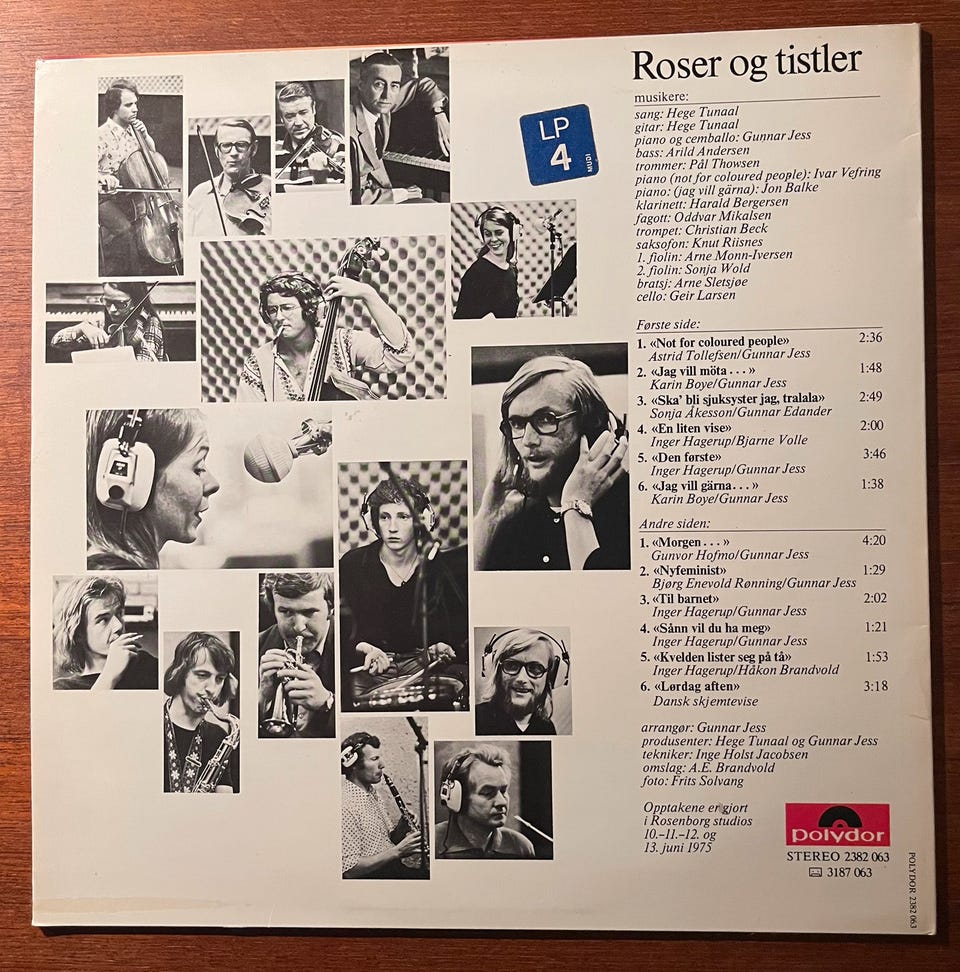 Roser og tistler
LP
4
MUDI
musikere:
sang: Hege Tunaal
gitar: Hege Tunaal
piano og cembalo: Gunnar Jess
bass: Arild Andersen
trommer: Pål Thowsen
piano (not for coloured people): Ivar Vefring
piano: (jag vill gärna): Jon Balke
klarinett: Harald Bergersen
fagott: Oddvar Mikalsen
trompet: Christian Beck
saksofon: Knut Riisnes
1. fiolin: Arne Monn-Iversen
2. fiolin: Sonja Wold
bratsj: Arne Sletsjøe
cello: Geir Larsen
Første side:
1. «Not for coloured people» 2:36
Astrid Tollefsen/Gunnar Jess
2. «Jag vill möta . . . » 1:48
Karin Boye/Gunnar Jess
3. «Ska' bli sjuksyster jag, tralala» 2:49
Sonja Åkesson/Gunnar Edander
4. «En liten vise» 2:00
Inger Hagerup/Bjarne Volle
5. «Den første» 3:46
Inger Hagerup/Gunnar Jess
6. «Jag vill gärna. . . » 1:38
Karin Boye/Gunnar Jess
Andre siden:
1. «Morgen . . . » 4:20
Gunvor Hofmo/Gunnar Jess
2. «Nyfeminist» 1:29
Bjørg Enevold Rønning/Gunnar Jess
3. «Til barnet» 2:02
Inger Hagerup/Gunnar Jess
4. «Sånn vil du ha meg» 1:21
Inger Hagerup/Gunnar Jess
5. «Kvelden lister seg på tå» 1:53
Inger Hagerup/Håkon Brandvold
6. «Lørdag aften» 3:18
Dansk skjemtevise
arrangør: Gunnar Jess
produsenter: Hege Tunaal og Gunnar Jess
tekniker: Inge Holst Jacobsen
omslag: A.E. Brandvold
foto: Frits Solvang
Opptakene er gjort
i Rosenborg studios
10.-11.-12. og
13. juni 1975
polydor
STEREO 2382 063
3187 063
POLYDOR 2382 063